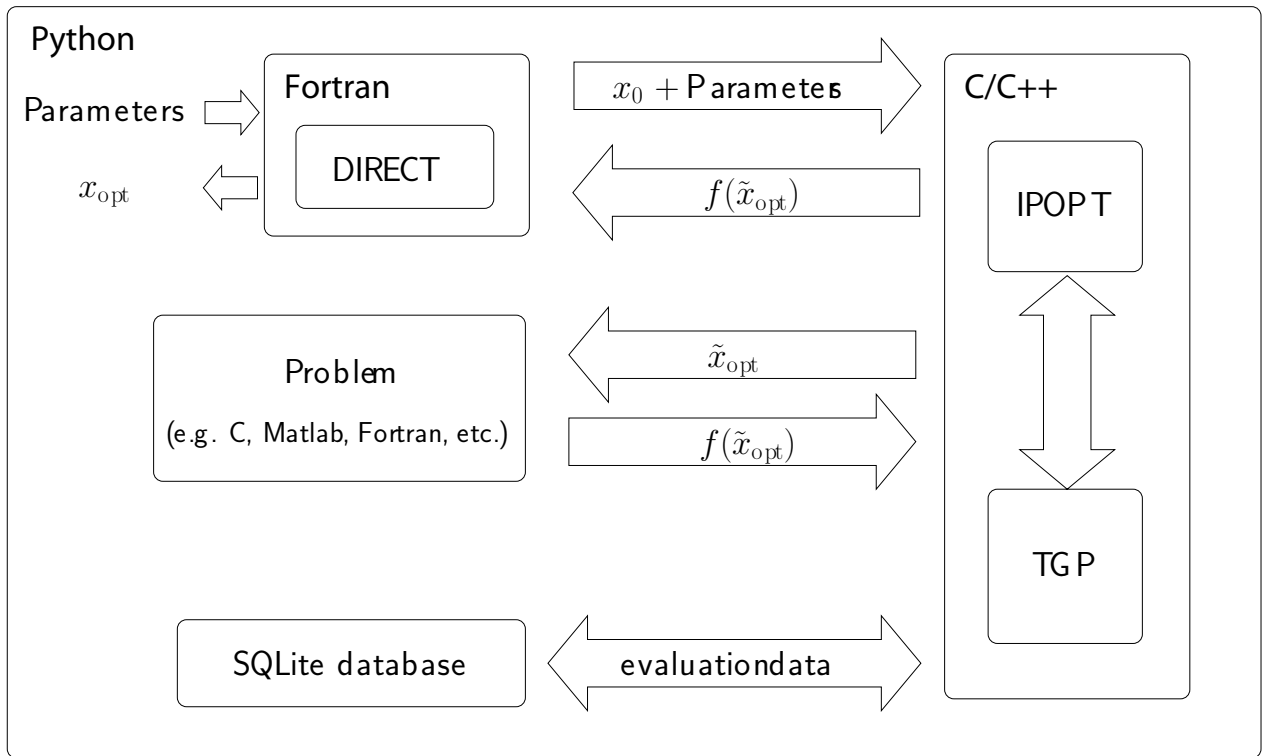 Python
Parameters
x_opt
Fortran
DIRECT
x_0 + Parameters
f(x̃_opt)
C/C++
IPOPT
Problem
(e.g. C, Matlab, Fortran, etc.)
x̃_opt
f(x̃_opt)
TGP
SQLite database
evaluationdata